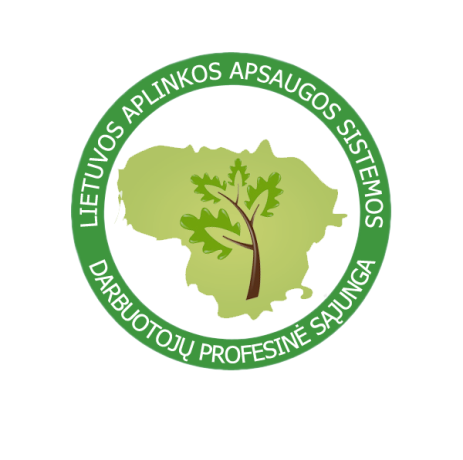 LIETUVOS APLINKOS APSAUGOS SISTEMOS
DARBUOTOJŲ PROFESINĖ SĄJUNGA